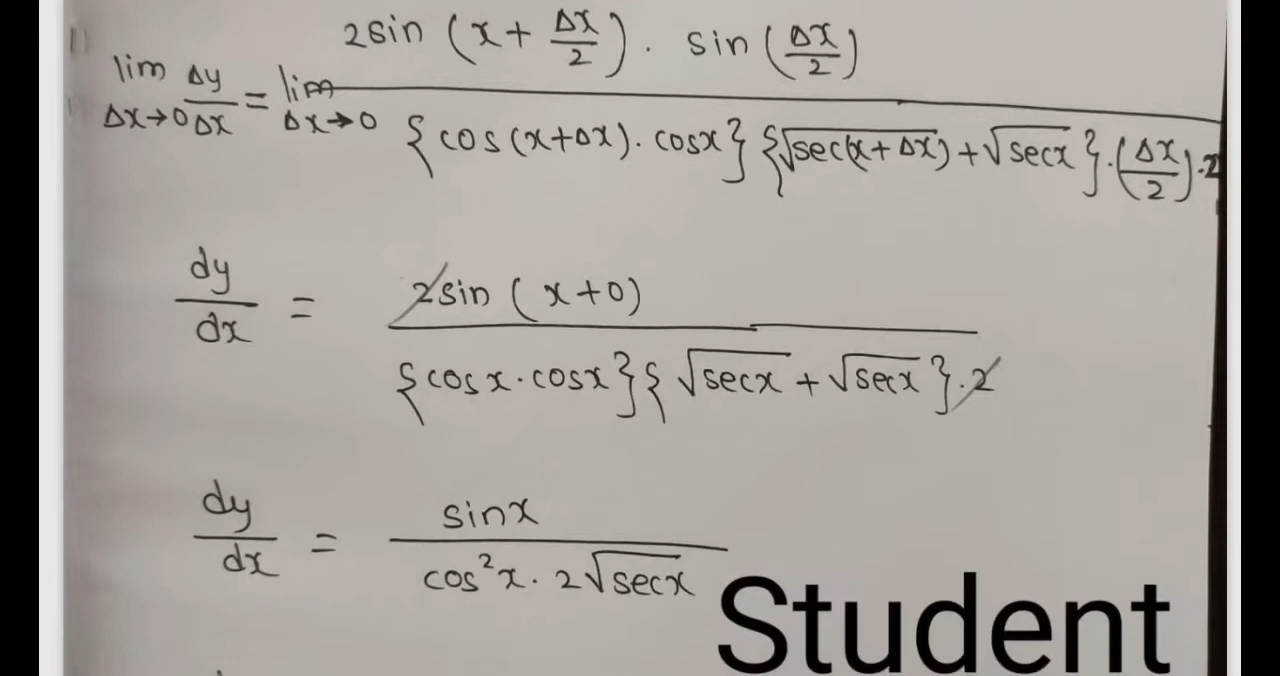 2sin (x + Δx/2) · sin (Δx/2)
lim Δx→0 Δy/Δx = lim Δx→0
{cos(x+Δx) · cosx} {√sec(x+Δx) + √secx} · (Δx/2) · 2
dy/dx = 2sin (x+0)
{cosx · cosx}{√secx + √secx} · 2
dy/dx = sinx
cos²x · 2√secx
Student